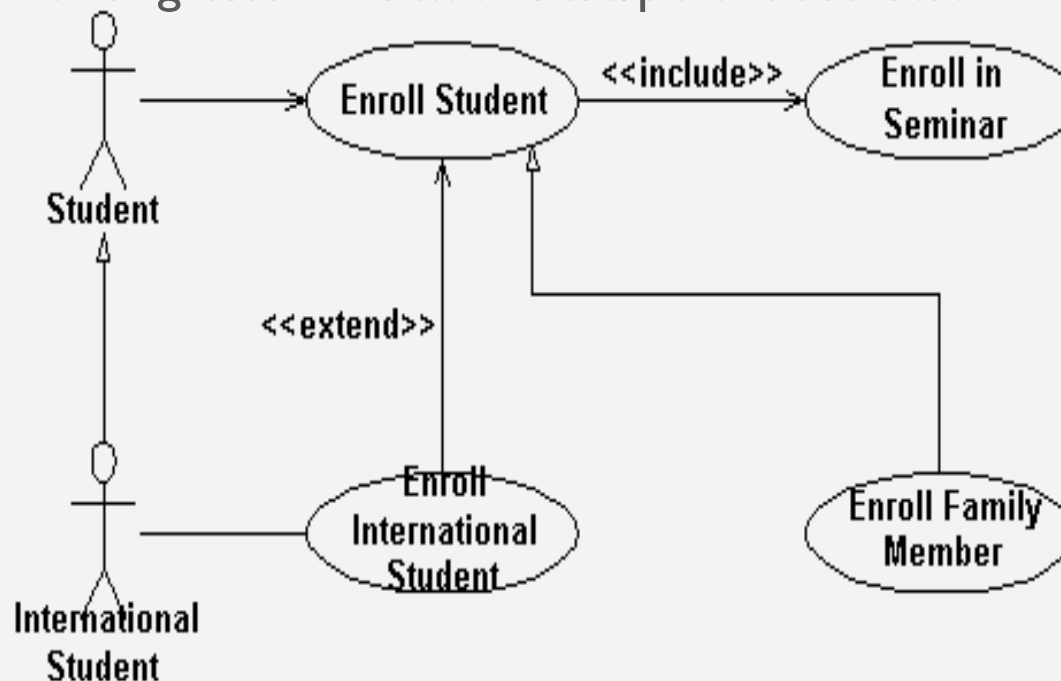 Enroll Student
<<include>>
Enroll in
Seminar
Student
<<extend>>
Enroll
International
Student
Enroll Family
Member
International
Student